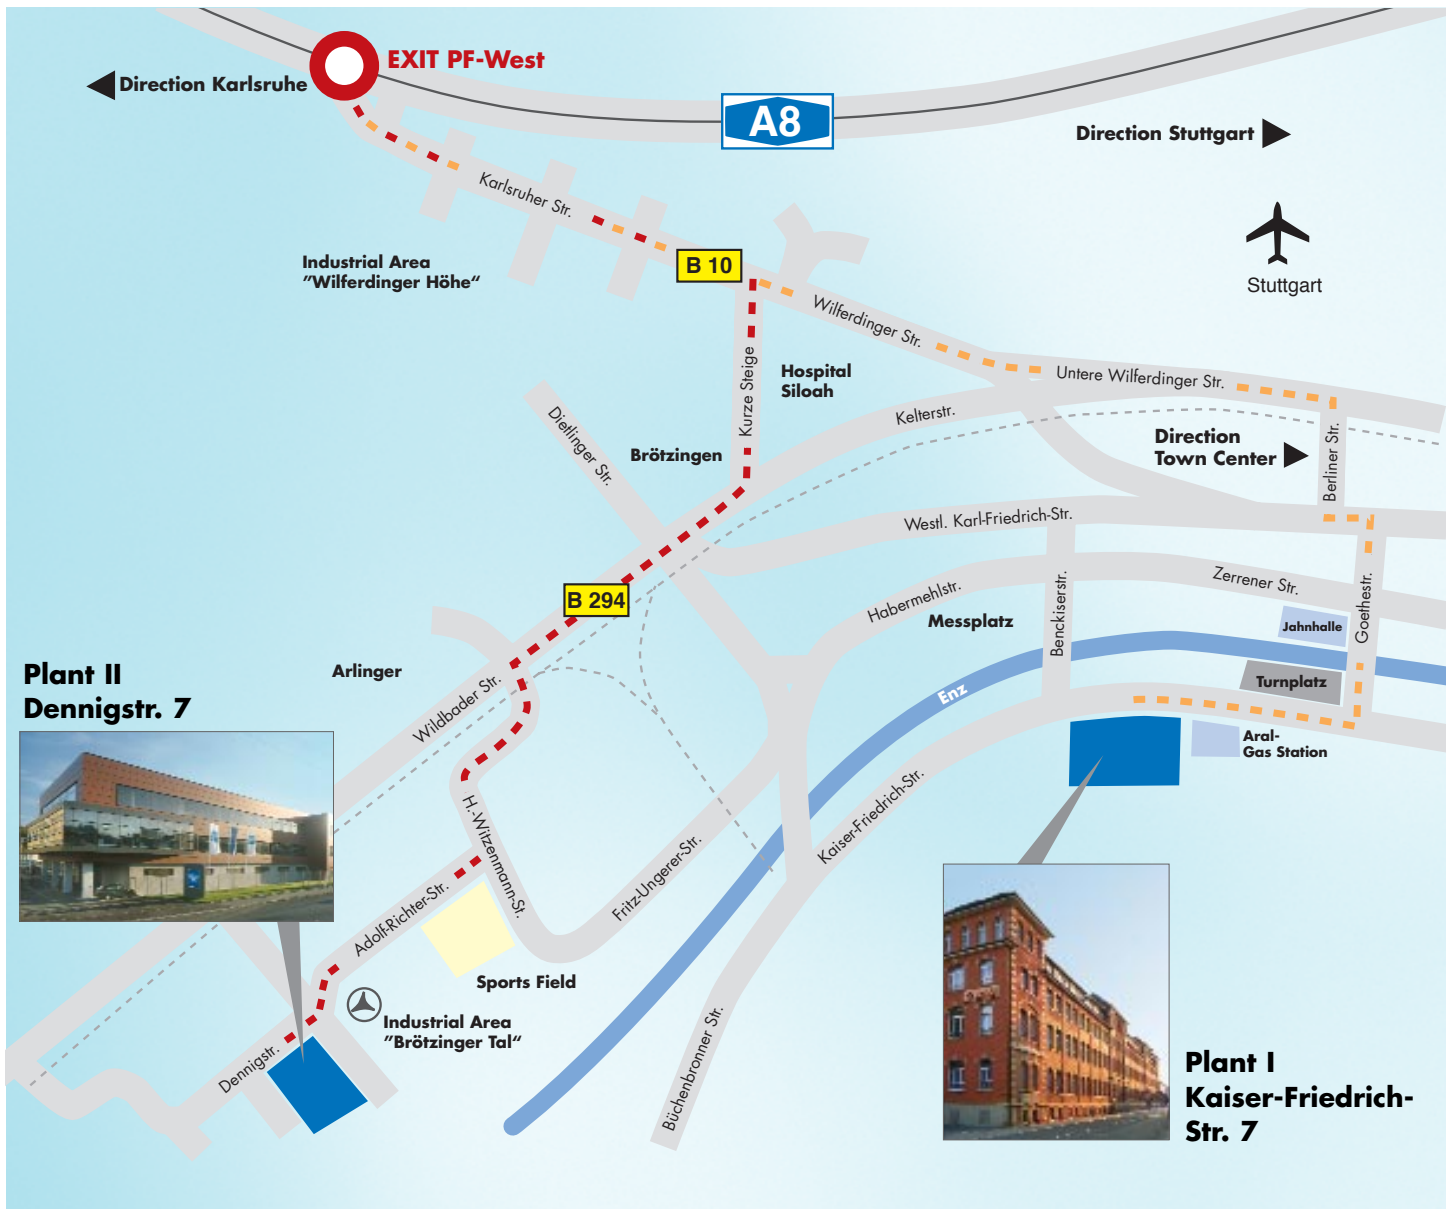 EXIT PF-West
Direction Karlsruhe
A8
Direction Stuttgart
Karlsruher Str.
Industrial Area
"Wilferdinger Höhe“
B 10
Stuttgart
Wilferdinger Str.
Kurze Steige
Hospital
Siloah
Untere Wilferdinger Str.
Dietlinger Str.
Kelterstr.
Brötzingen
Direction
Town Center
Berliner Str.
Westl. Karl-Friedrich-Str.
B 294
Habermehlstr.
Messplatz
Benckiserstr.
Zerrener Str.
Goethestr.
Jahnhalle
Turnplatz
Enz
Arlinger
Plant II
Dennigstr. 7
Wildbader Str.
Aral-
Gas Station
H.-Witzenmann-St.
Fritz-Ungerer-Str.
Kaiser-Friedrich-Str.
Adolf-Richter-Str.
Sports Field
Industrial Area
"Brötzinger Tal“
Dennigstr.
Büchenbronner Str.
Plant I
Kaiser-Friedrich-
Str. 7